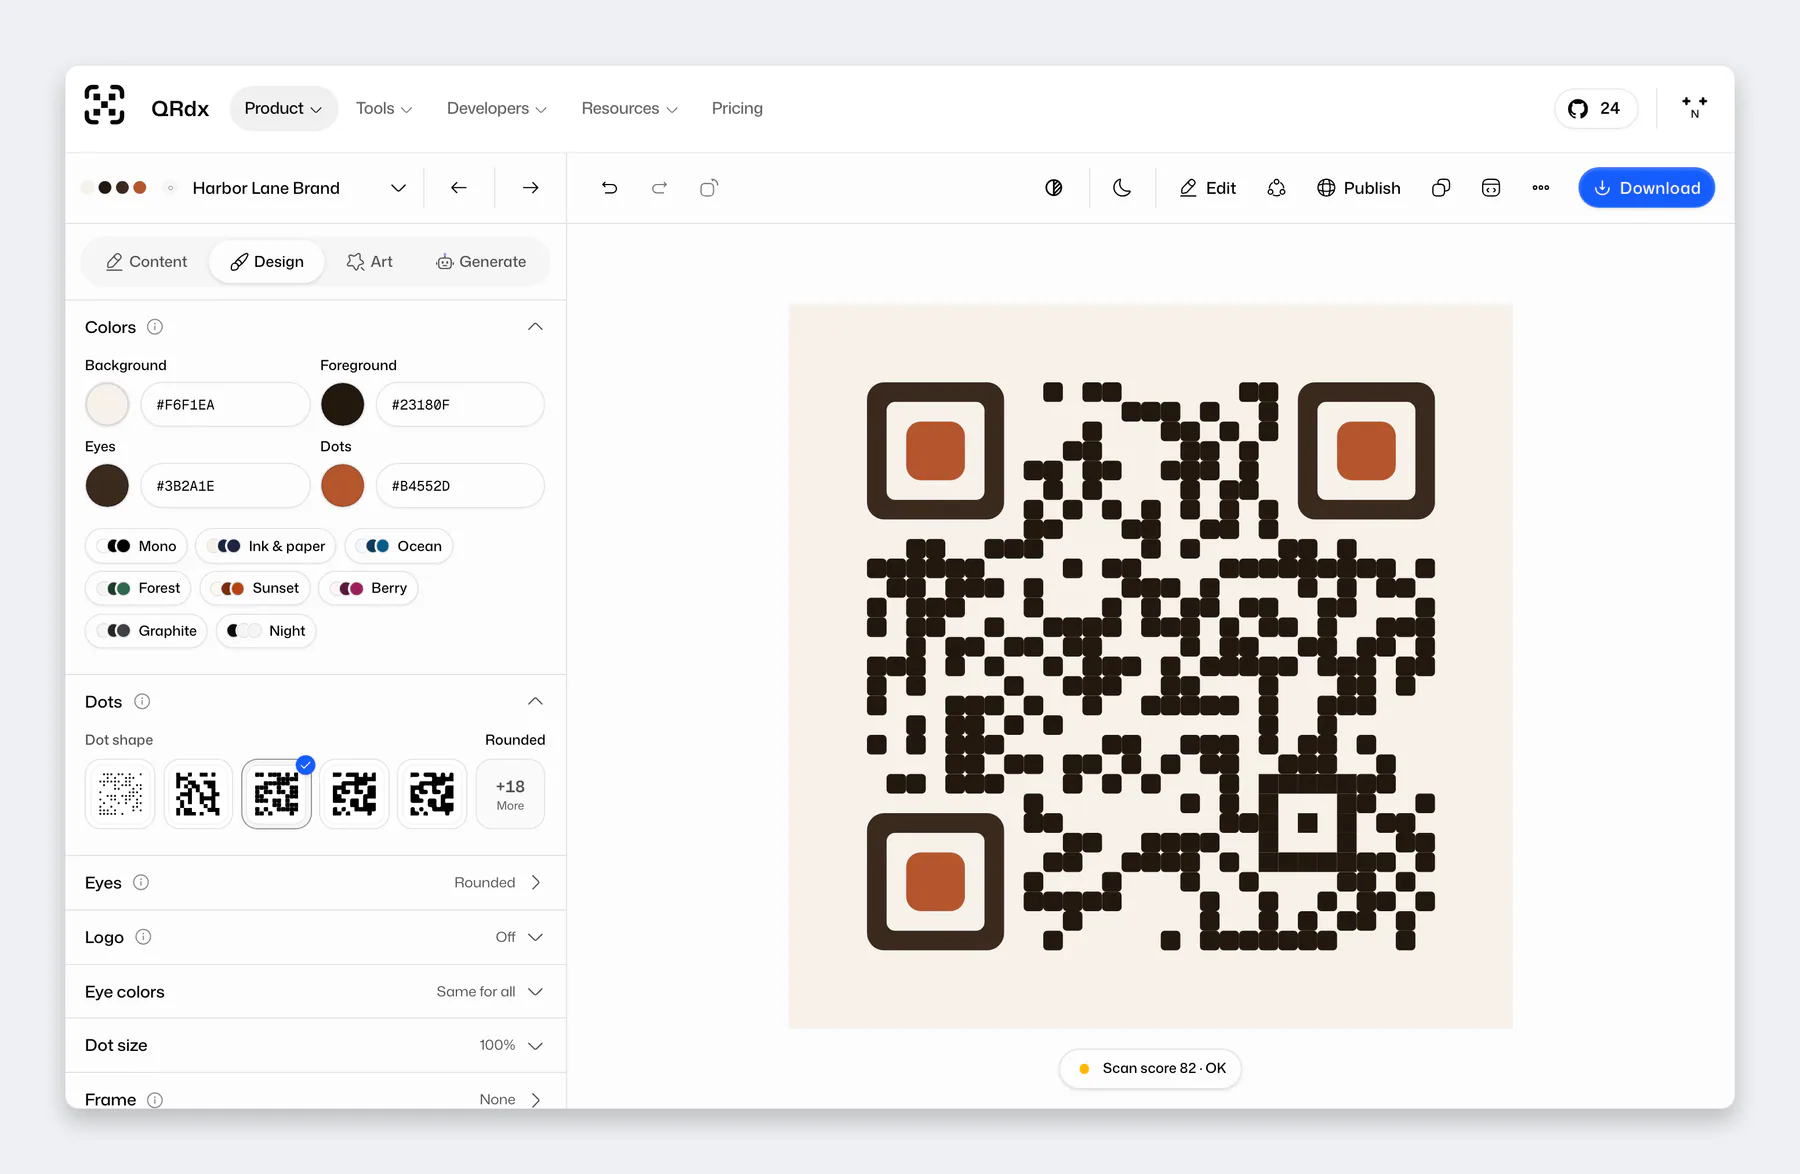 QRdx
Product
Tools
Developers
Resources
Pricing
24
N
Harbor Lane Brand
Edit
Publish
Download
Content
Design
Art
Generate
Colors
Background
Foreground
#F6F1EA
#23180F
Eyes
Dots
#3B2A1E
#B4552D
Mono
Ink & paper
Ocean
Forest
Sunset
Berry
Graphite
Night
Dots
Dot shape
Rounded
+18
More
Eyes
Rounded
Logo
Off
Eye colors
Same for all
Dot size
100%
Frame
None
Scan score 82 · OK